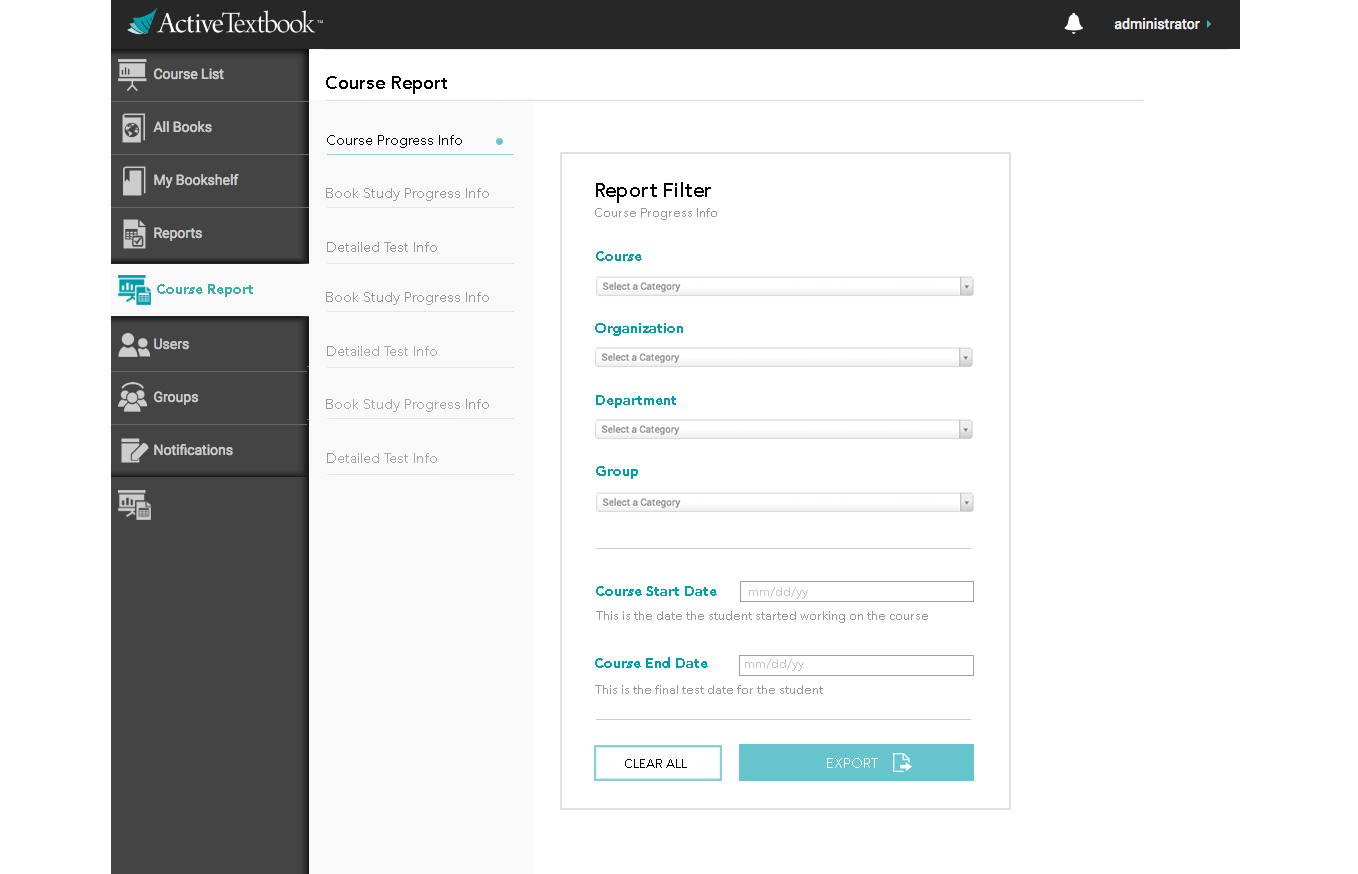 ActiveTextbook™
administrator
Course List
All Books
My Bookshelf
Reports
Course Report
Users
Groups
Notifications
Course Report
Course Progress Info
Book Study Progress Info
Detailed Test Info
Book Study Progress Info
Detailed Test Info
Book Study Progress Info
Detailed Test Info
Report Filter
Course Progress Info
Course
Select a Category
Organization
Select a Category
Department
Select a Category
Group
Select a Category
Course Start Date
mm/dd/yy
This is the date the student started working on the course
Course End Date
mm/dd/yy
This is the final test date for the student
CLEAR ALL
EXPORT